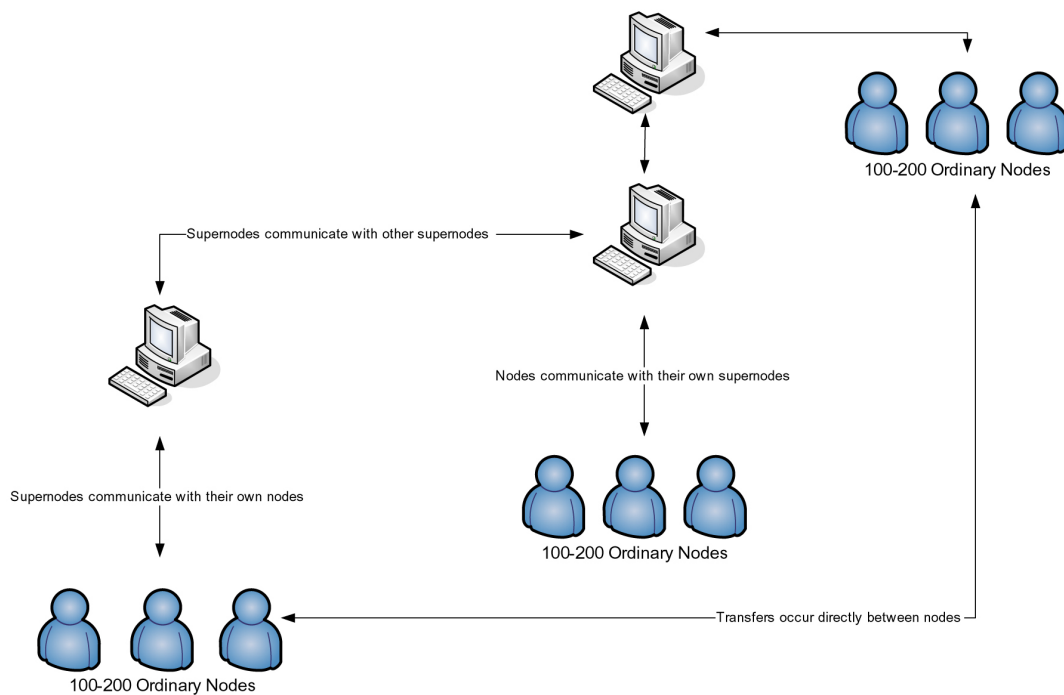 100-200 Ordinary Nodes
Supernodes communicate with other supernodes
Nodes communicate with their own supernodes
Supernodes communicate with their own nodes
100-200 Ordinary Nodes
Transfers occur directly between nodes
100-200 Ordinary Nodes